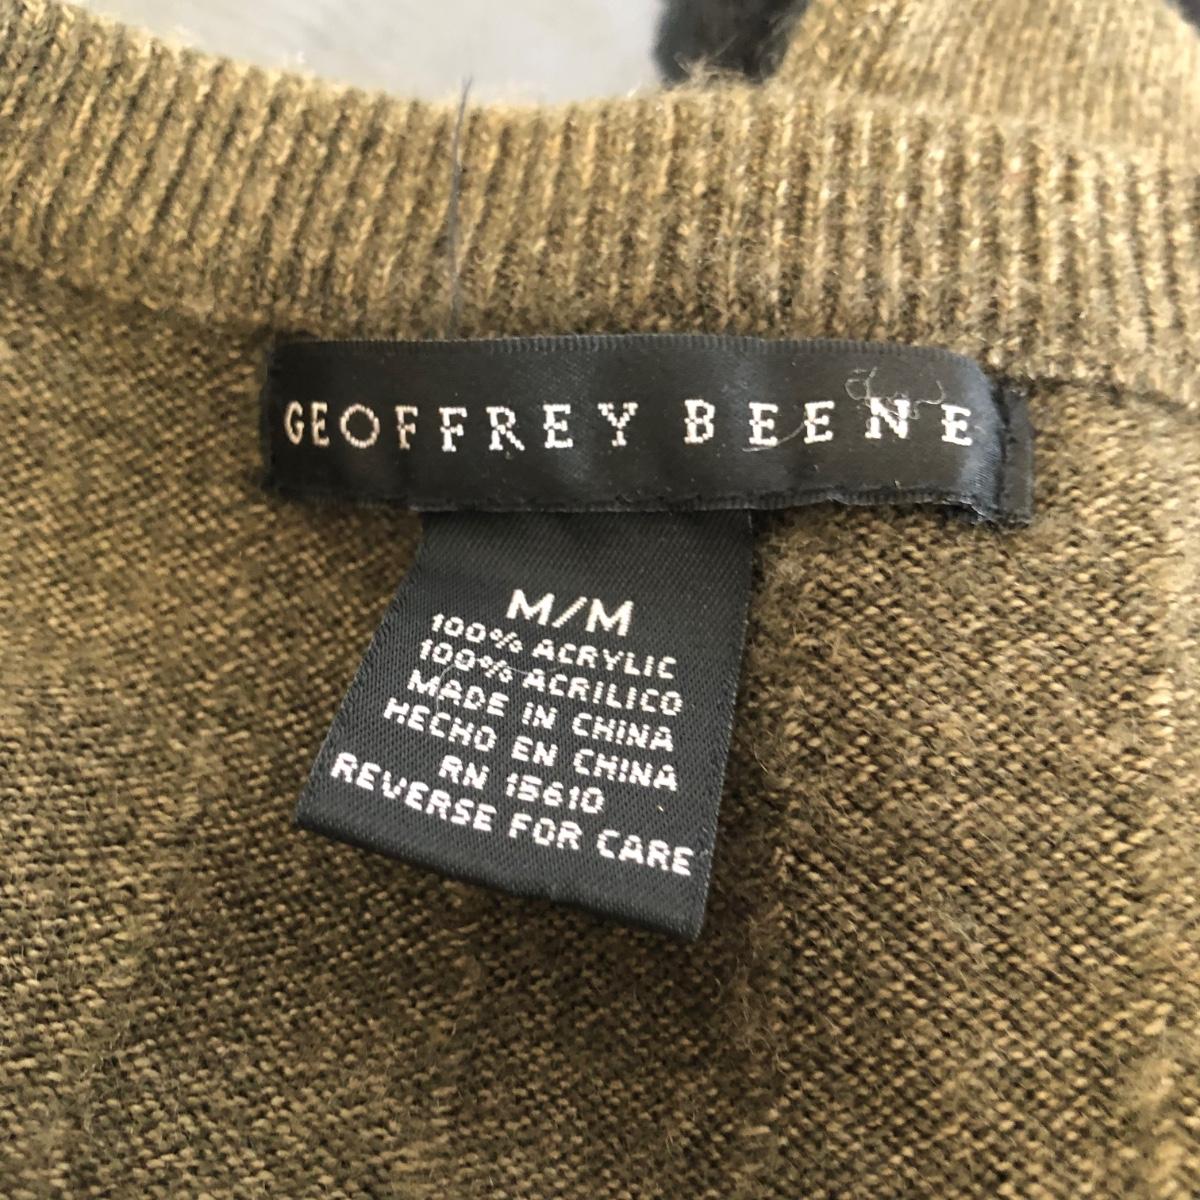 GEOFFREY BEENE
M/M
100% ACRYLIC
100% ACRILICO
MADE IN CHINA
HECHO EN CHINA
RN 15610
REVERSE FOR CARE